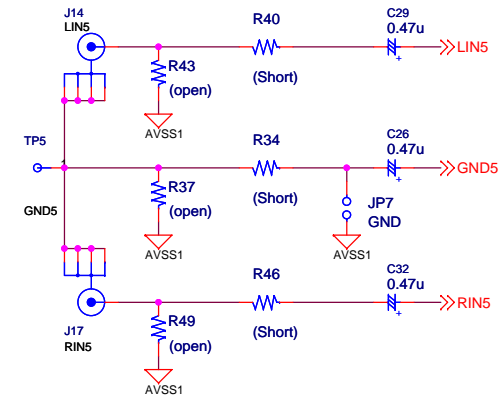 J14
LIN5
R40
C29
0.47u
LIN5
R43
(open)
(Short)
AVSS1
TP5
1
R34
C26
0.47u
GND5
R37
(open)
(Short)
JP7
GND
GND5
AVSS1
AVSS1
R46
C32
0.47u
RIN5
J17
RIN5
R49
(open)
(Short)
AVSS1